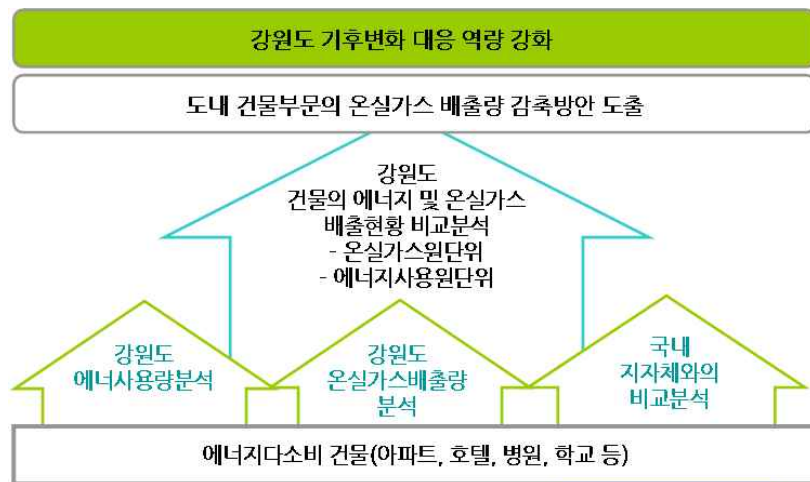 강원도 기후변화 대응 역량 강화
도내 건물부문의 온실가스 배출량 감축방안 도출
강원도
건물의 에너지 및 온실가스
배출현황 비교분석
- 온실가스원단위
- 에너지사용원단위
강원도
에너사용량분석
강원도
온실가스배출량
분석
국내
지자체와의
비교분석
에너지다소비 건물(아파트, 호텔, 병원, 학교 등)